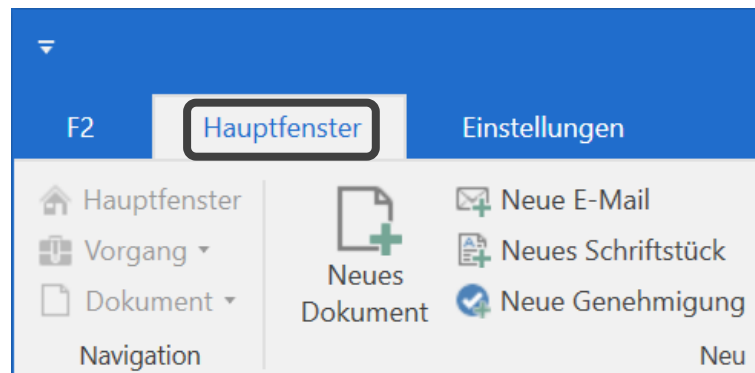 F2 Hauptfenster Einstellungen
Hauptfenster
Vorgang
Dokument
Navigation
Neues
Dokument
Neue E-Mail
Neues Schriftstück
Neue Genehmigung
Neu